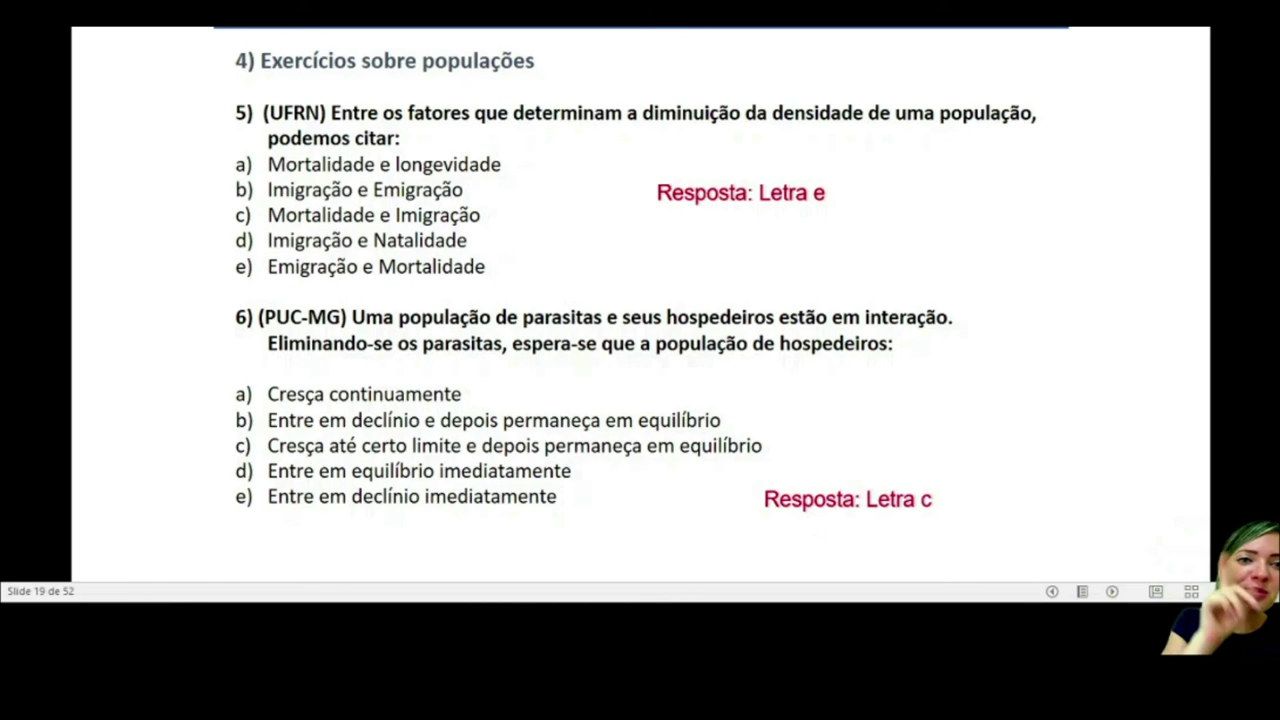 4) Exercícios sobre populações
5) (UFRN) Entre os fatores que determinam a diminuição da densidade de uma população,
podemos citar:
a) Mortalidade e longevidade
b) Imigração e Emigração
Resposta: Letra e
c) Mortalidade e Imigração
d) Imigração e Natalidade
e) Emigração e Mortalidade
6) (PUC-MG) Uma população de parasitas e seus hospedeiros estão em interação.
Eliminando-se os parasitas, espera-se que a população de hospedeiros:
a) Cresça continuamente
b) Entre em declínio e depois permaneça em equilíbrio
c) Cresça até certo limite e depois permaneça em equilíbrio
d) Entre em equilíbrio imediatamente
e) Entre em declínio imediatamente
Resposta: Letra c
Slide 19 de 52